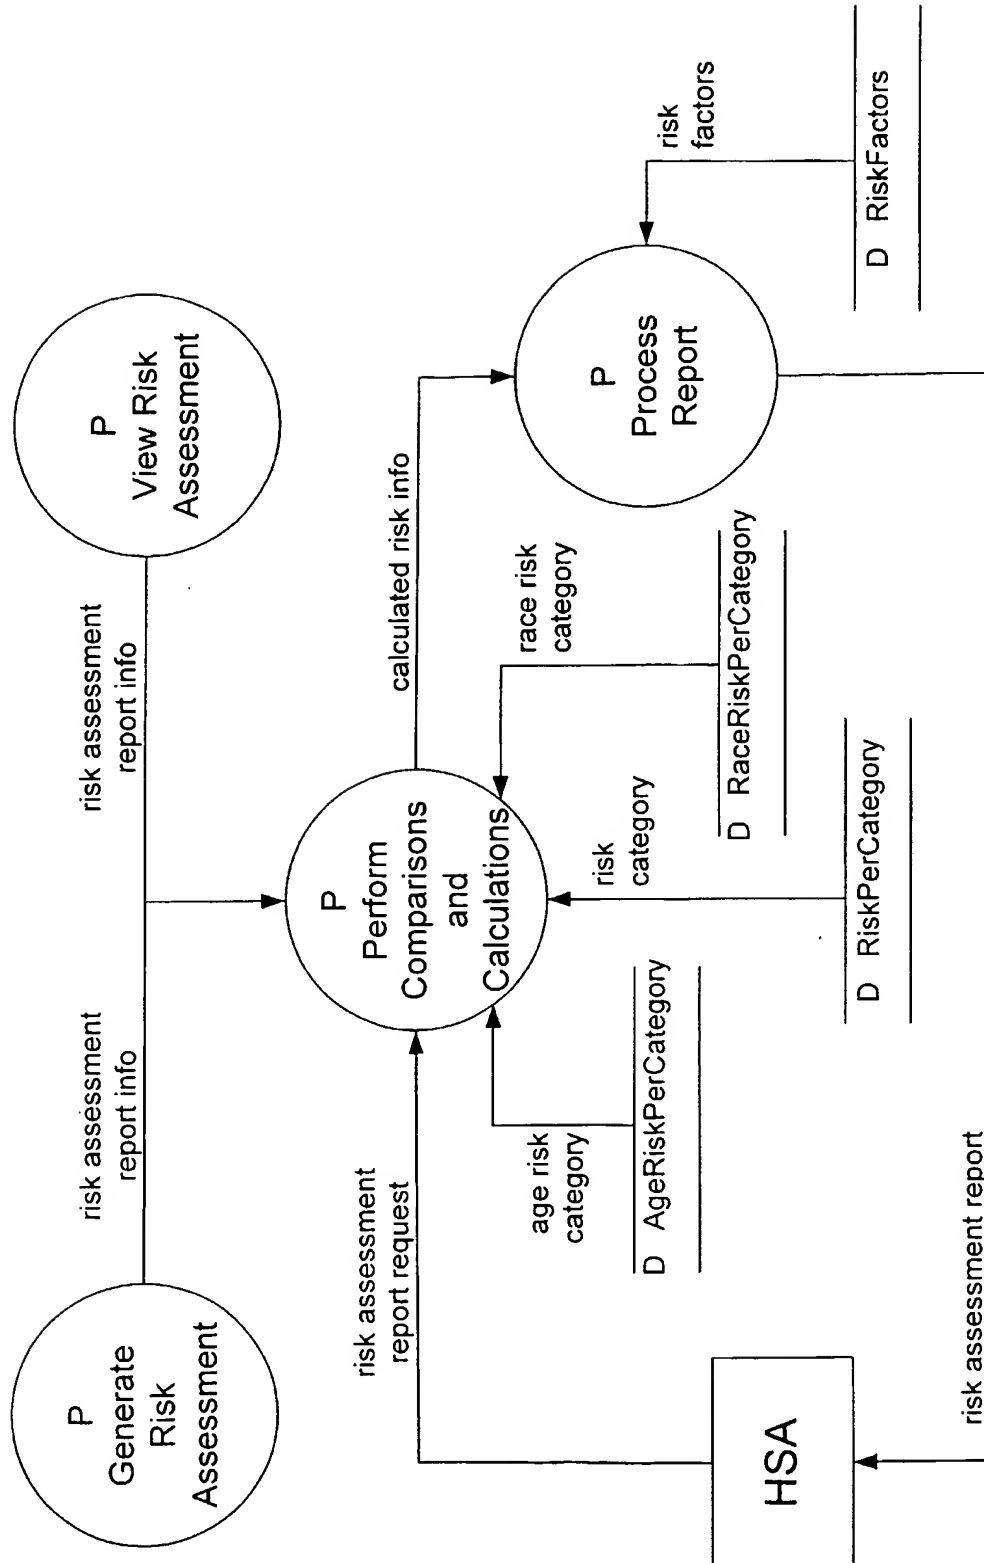 P
Generate
Risk
Assessment
risk assessment
report info
risk assessment
report info
P
View Risk
Assessment
risk assessment
report request
P
Perform
Comparisons
and
Calculations
calculated risk info
age risk
category
D AgeRiskPerCategory
risk
category
D RiskPerCategory
race risk
category
D RaceRiskPerCategory
P
Process
Report
risk
factors
D RiskFactors
HSA
risk assessment report